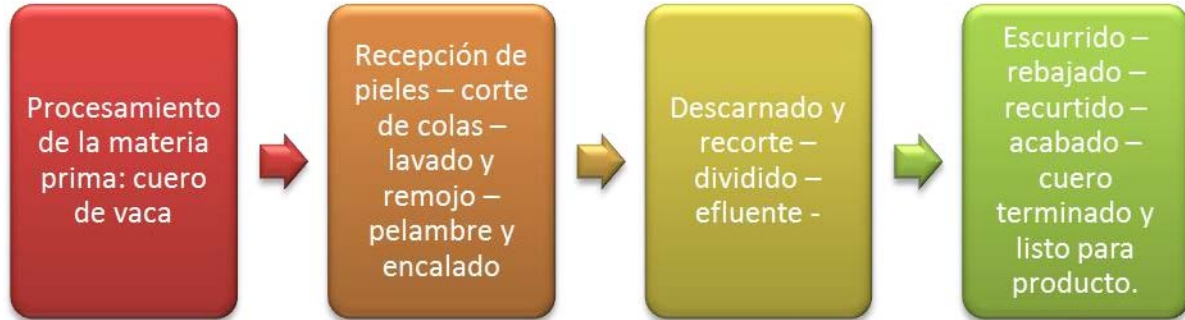 Procesamiento
de la materia
prima: cuero
de vaca
Recepción de
pieles – corte
de colas –
lavado y
remojo –
pelambre y
encalado
Descarnado y
recorte –
dividido –
efluente -
Escurrido –
rebajado –
recurtido –
acabado –
cuero
terminado y
listo para
producto.